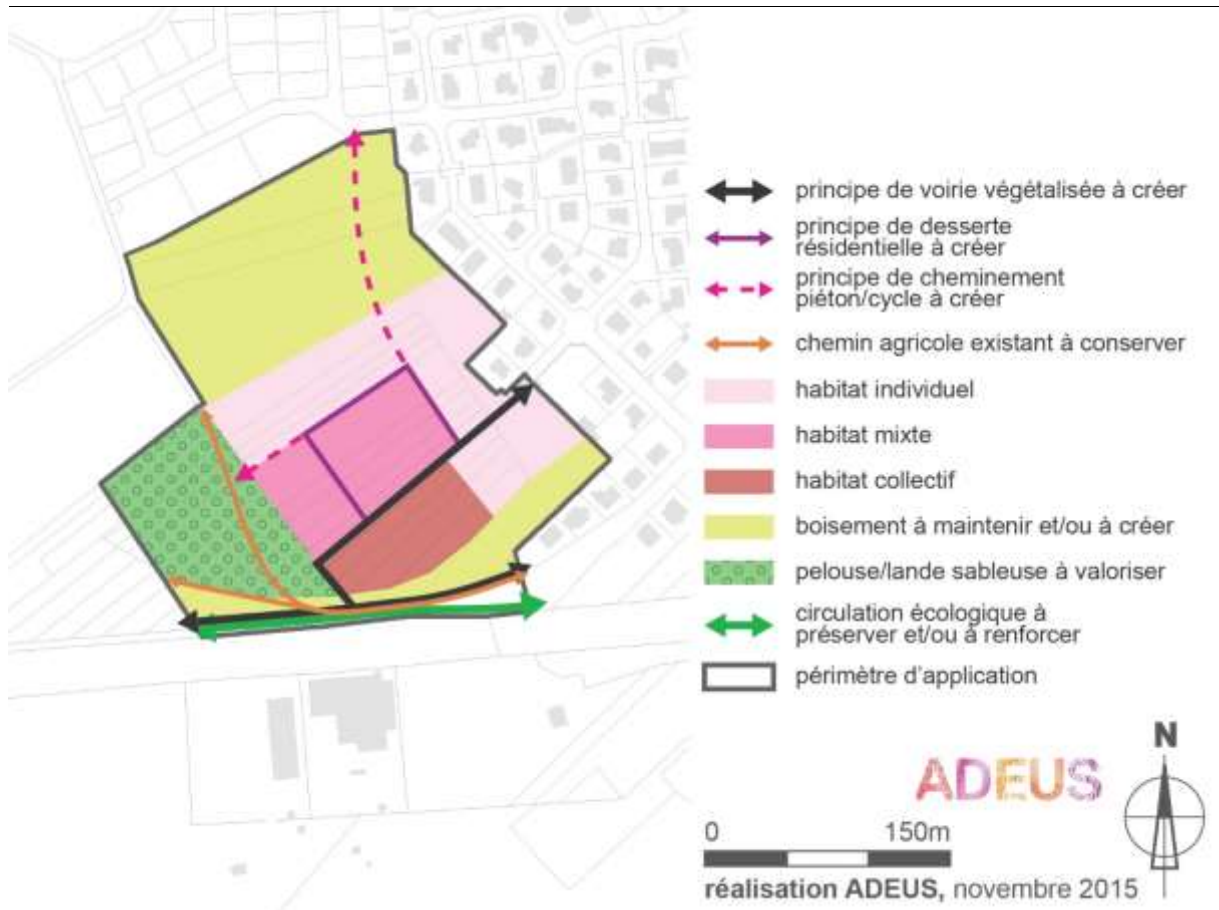 principe de voirie végétalisée à créer
principe de desserte
résidentielle à créer
principe de cheminement
piéton/cycle à créer
chemin agricole existant à conserver
habitat individuel
habitat mixte
habitat collectif
boisement à maintenir et/ou à créer
pelouse/lande sableuse à valoriser
circulation écologique à
préserver et/ou à renforcer
périmètre d'application
N
ADEUS
0 150m
réalisation ADEUS, novembre 2015